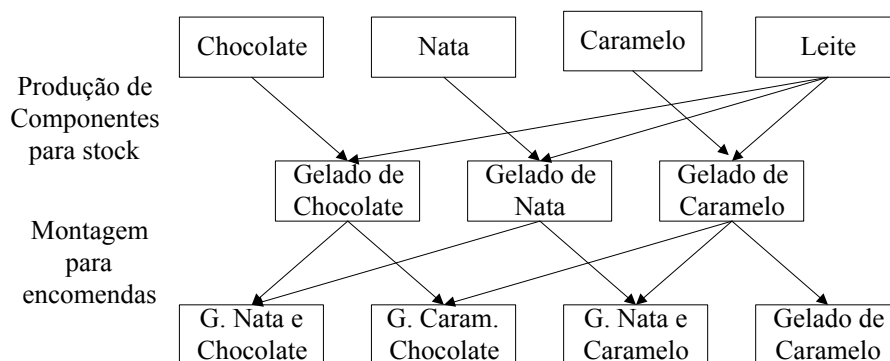 Chocolate
Nata
Caramelo
Leite
Produção de
Componentes
para stock
Gelado de
Chocolate
Gelado de
Nata
Gelado de
Caramelo
Montagem
para
encomendas
G. Nata e
Chocolate
G. Caram.
Chocolate
G. Nata e
Caramelo
Gelado de
Caramelo